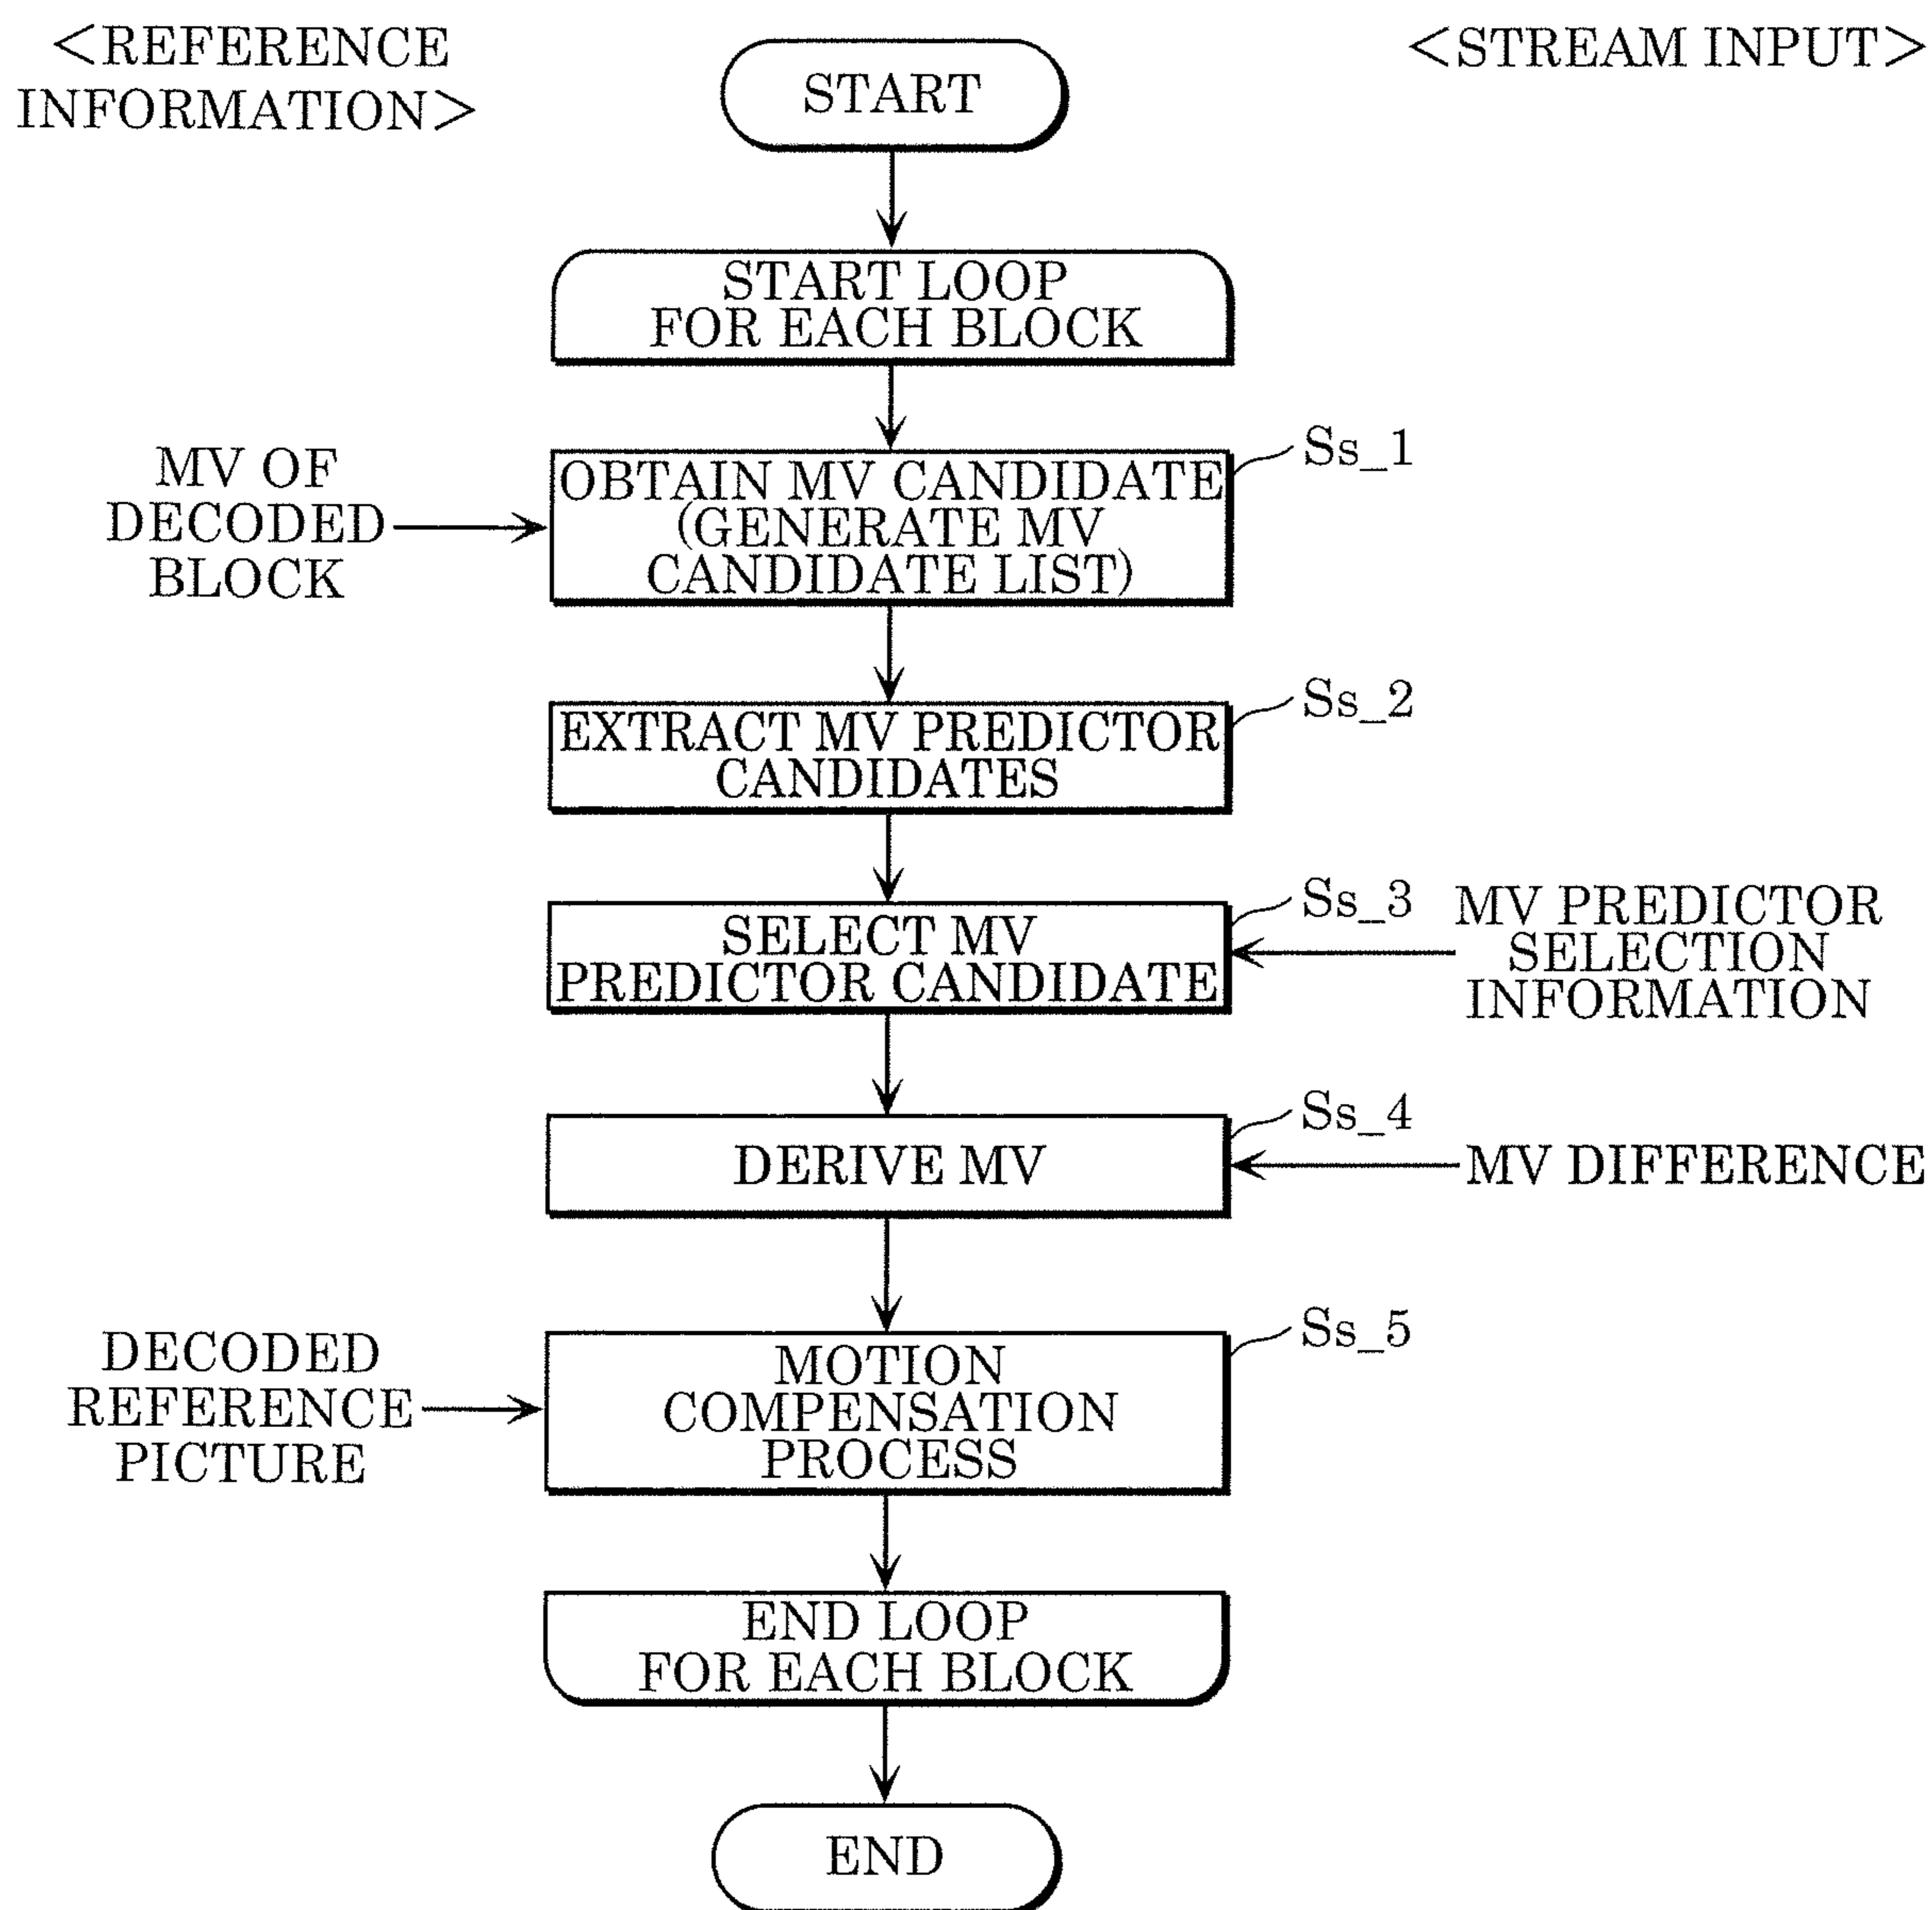 <REFERENCE
INFORMATION>
<STREAM INPUT>
START
START LOOP
FOR EACH BLOCK
MV OF
DECODED
BLOCK
OBTAIN MV CANDIDATE
(GENERATE MV
CANDIDATE LIST)
Ss_1
EXTRACT MV PREDICTOR
CANDIDATES
Ss_2
SELECT MV
PREDICTOR CANDIDATE
Ss_3
MV PREDICTOR
SELECTION
INFORMATION
DERIVE MV
Ss_4
MV DIFFERENCE
DECODED
REFERENCE
PICTURE
MOTION
COMPENSATION
PROCESS
Ss_5
END LOOP
FOR EACH BLOCK
END